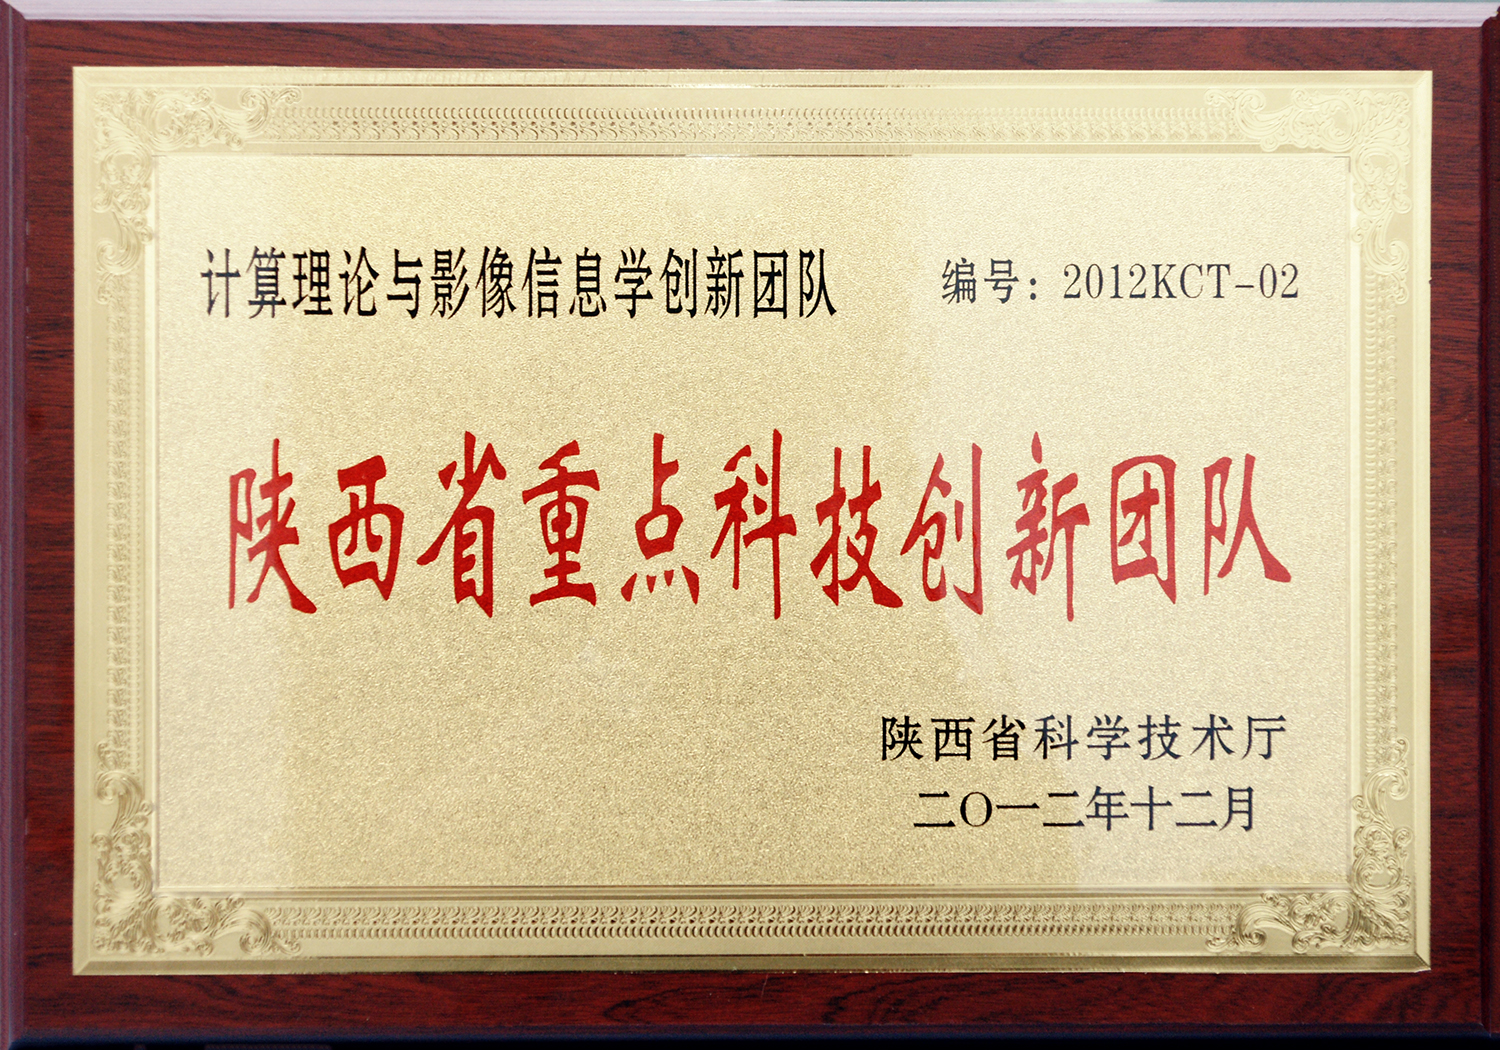 计算理论与影像信息学创新团队 编号：2012KCT-02
陕西省重点科技创新团队
陕西省科学技术厅
二〇一二年十二月